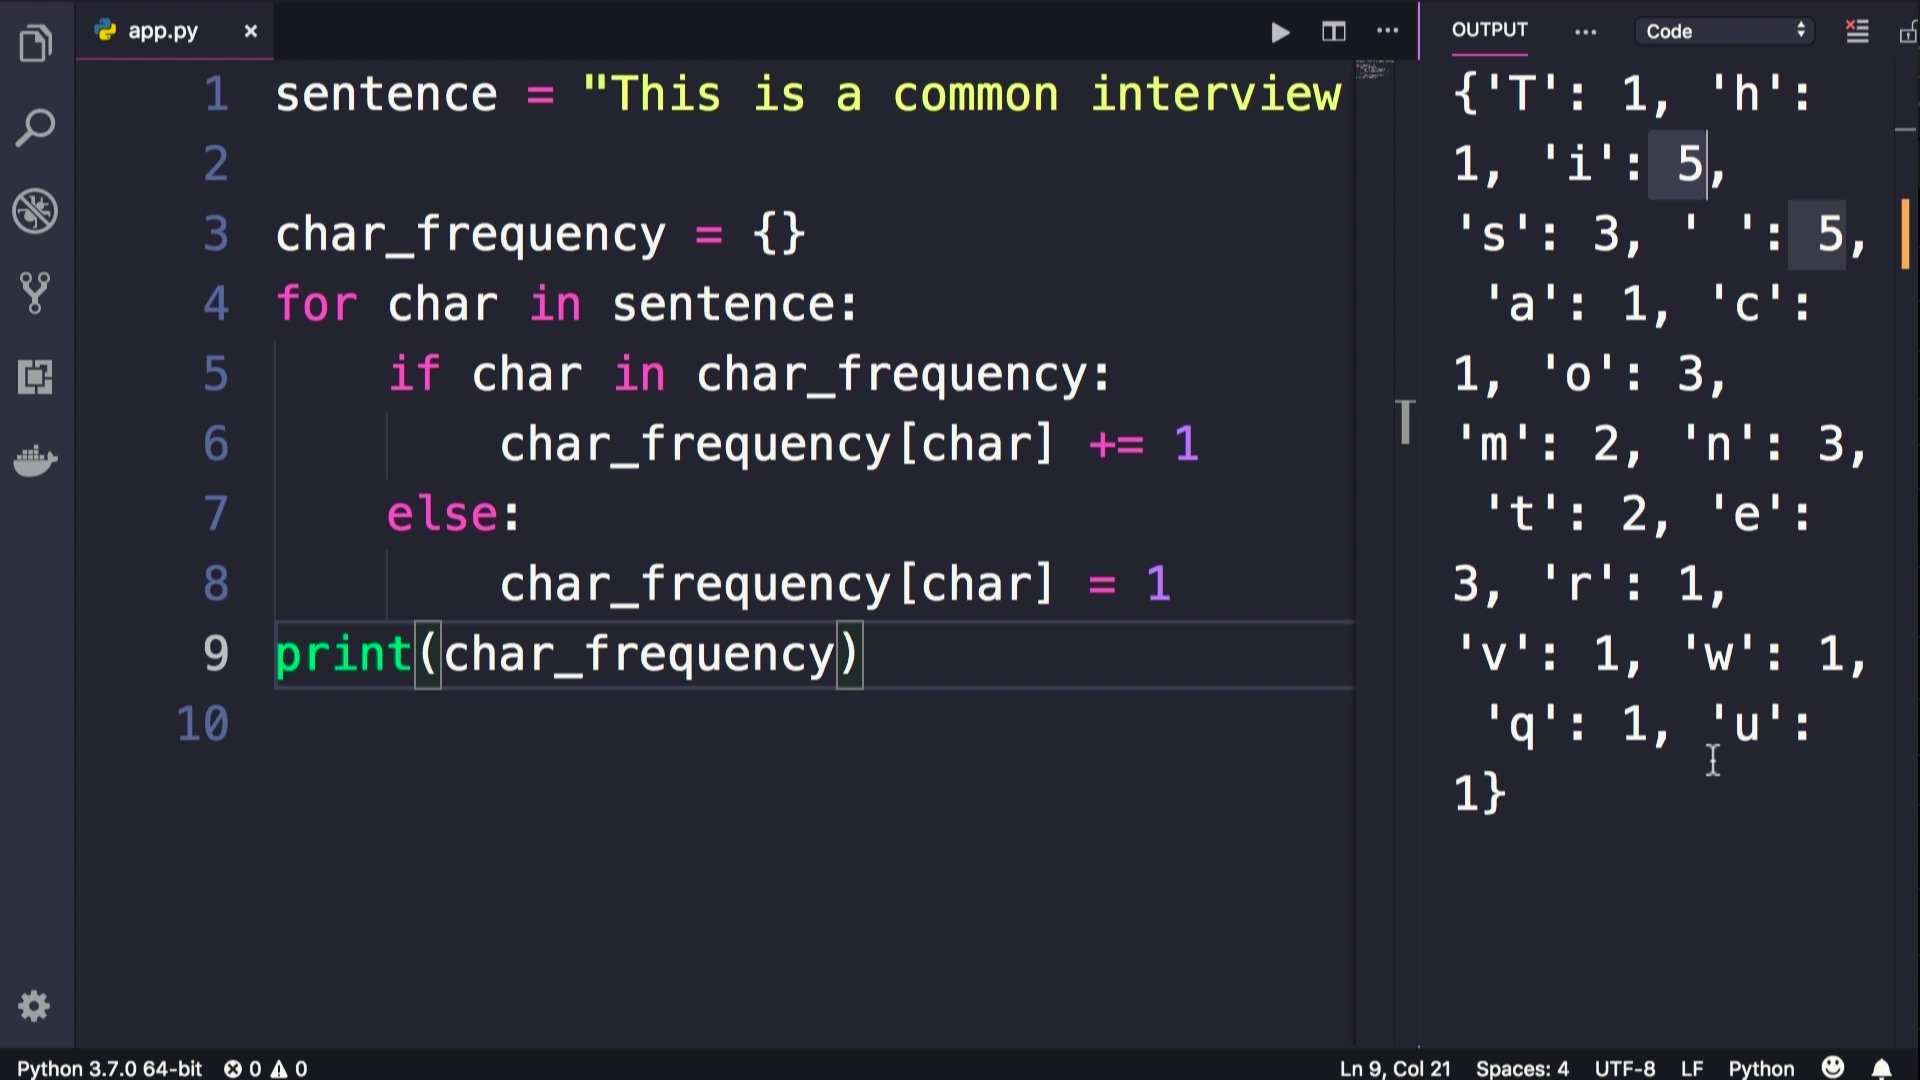 app.py
1 sentence = "This is a common interview
2
3 char_frequency = {}
4 for char in sentence:
5 if char in char_frequency:
6 char_frequency[char] += 1
7 else:
8 char_frequency[char] = 1
9 print(char_frequency)
10
OUTPUT Code
{'T': 1, 'h':
1, 'i': 5,
's': 3, ' ': 5,
'a': 1, 'c':
1, 'o': 3,
'm': 2, 'n': 3,
't': 2, 'e':
3, 'r': 1,
'v': 1, 'w': 1,
'q': 1, 'u':
1}
Python 3.7.0 64-bit 0 0 Ln 9, Col 21 Spaces: 4 UTF-8 LF Python